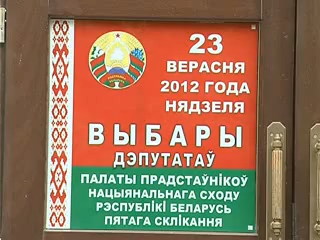 23
ВЕРАСНЯ
2012 ГОДА
НЯДЗЕЛЯ
ВЫБАРЫ
ДЭПУТАТАЎ
ПАЛАТЫ ПРАДСТАЎНІКОЎ
НАЦЫЯНАЛЬНАГА СХОДУ
РЭСПУБЛІКІ БЕЛАРУСЬ
ПЯТАГА СКЛІКАННЯ